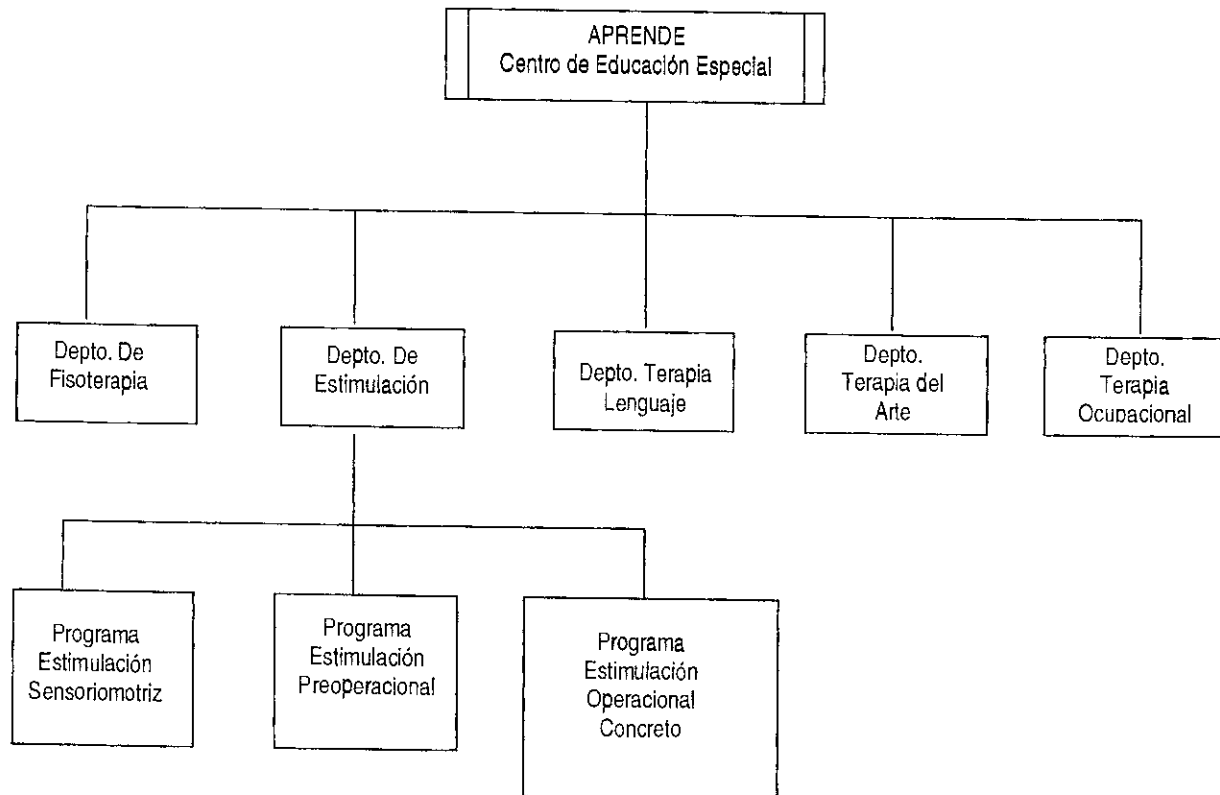 APRENDE
Centro de Educación Especial
Depto. De
Fisoterapia
Depto. De
Estimulación
Depto. Terapia
Lenguaje
Depto.
Terapia del
Arte
Depto.
Terapia
Ocupacional
Programa
Estimulación
Sensoriomotriz
Programa
Estimulación
Preoperacional
Programa
Estimulación
Operacional
Concreto